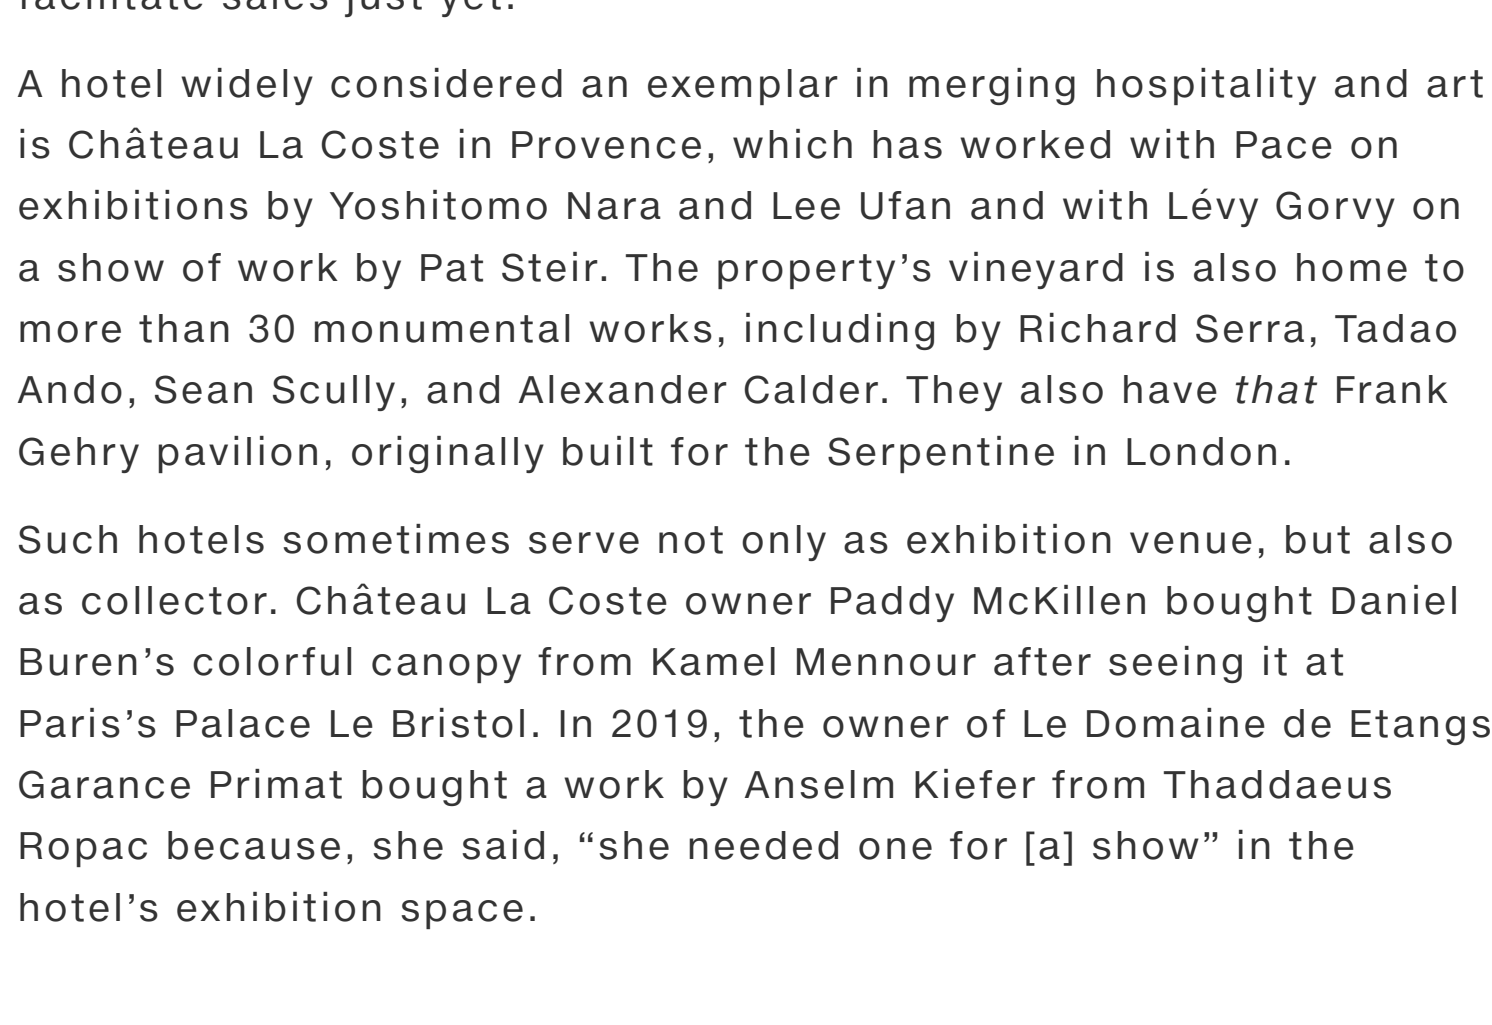 facilitate sales just yet.
A hotel widely considered an exemplar in merging hospitality and art
is Château La Coste in Provence, which has worked with Pace on
exhibitions by Yoshitomo Nara and Lee Ufan and with Lévy Gorvy on
a show of work by Pat Steir. The property’s vineyard is also home to
more than 30 monumental works, including by Richard Serra, Tadao
Ando, Sean Scully, and Alexander Calder. They also have that Frank
Gehry pavilion, originally built for the Serpentine in London.
Such hotels sometimes serve not only as exhibition venue, but also
as collector. Château La Coste owner Paddy McKillen bought Daniel
Buren’s colorful canopy from Kamel Mennour after seeing it at
Paris’s Palace Le Bristol. In 2019, the owner of Le Domaine de Etangs
Garance Primat bought a work by Anselm Kiefer from Thaddaeus
Ropac because, she said, “she needed one for [a] show” in the
hotel’s exhibition space.